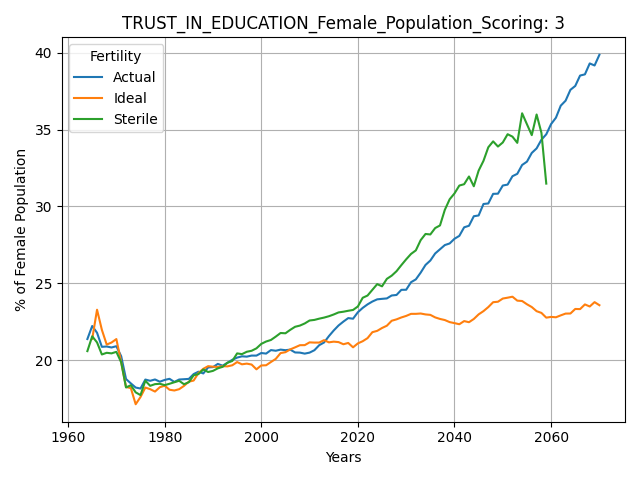 TRUST_IN_EDUCATION_Female_Population_Scoring: 3
Fertility
Actual
Ideal
Sterile
% of Female Population
40
35
30
25
20
1960 1980 2000 2020 2040 2060
Years